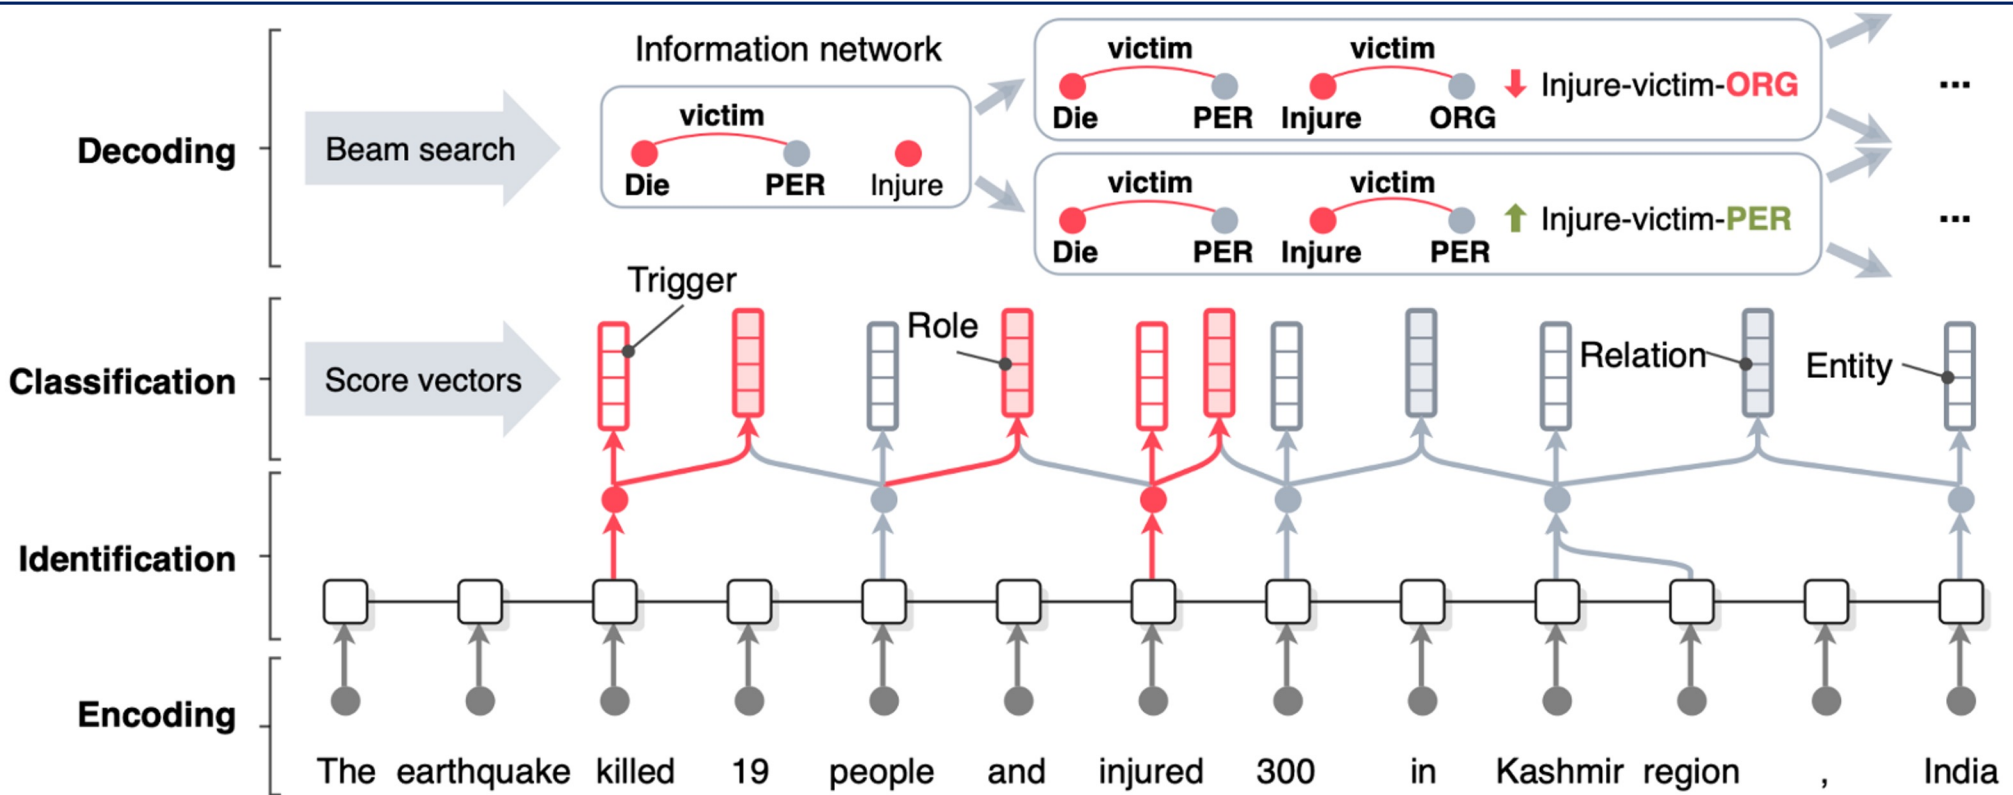 Decoding
Beam search
Information network
victim
Die PER Injure
victim victim
Die PER Injure ORG
Injure-victim-ORG
...
victim victim
Die PER Injure PER
Injure-victim-PER
...
Classification
Score vectors
Trigger
Role
Relation
Entity
Identification
Encoding
The earthquake killed 19 people and injured 300 in Kashmir region , India